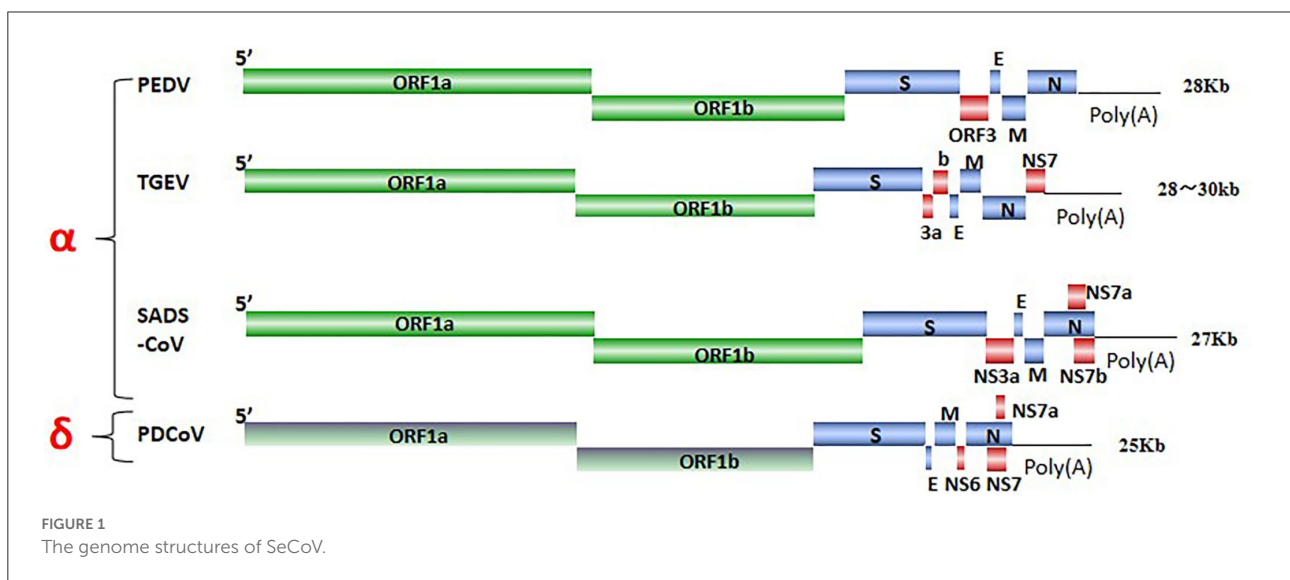 5’
E
PEDV
ORF1a
S
N
28Kb
ORF1b
Poly(A)
ORF3
M
5’
b
M
NS7
TGEV
ORF1a
S
28～30kb
ORF1b
N
Poly(A)
3a
E
α
5’
E
NS7a
SADS
-CoV
ORF1a
S
N
27Kb
ORF1b
Poly(A)
NS3a
M
NS7b
5’
M
NS7a
δ
PDCoV
ORF1a
S
N
25Kb
ORF1b
Poly(A)
E
NS6
NS7
FIGURE 1
The genome structures of SeCoV.